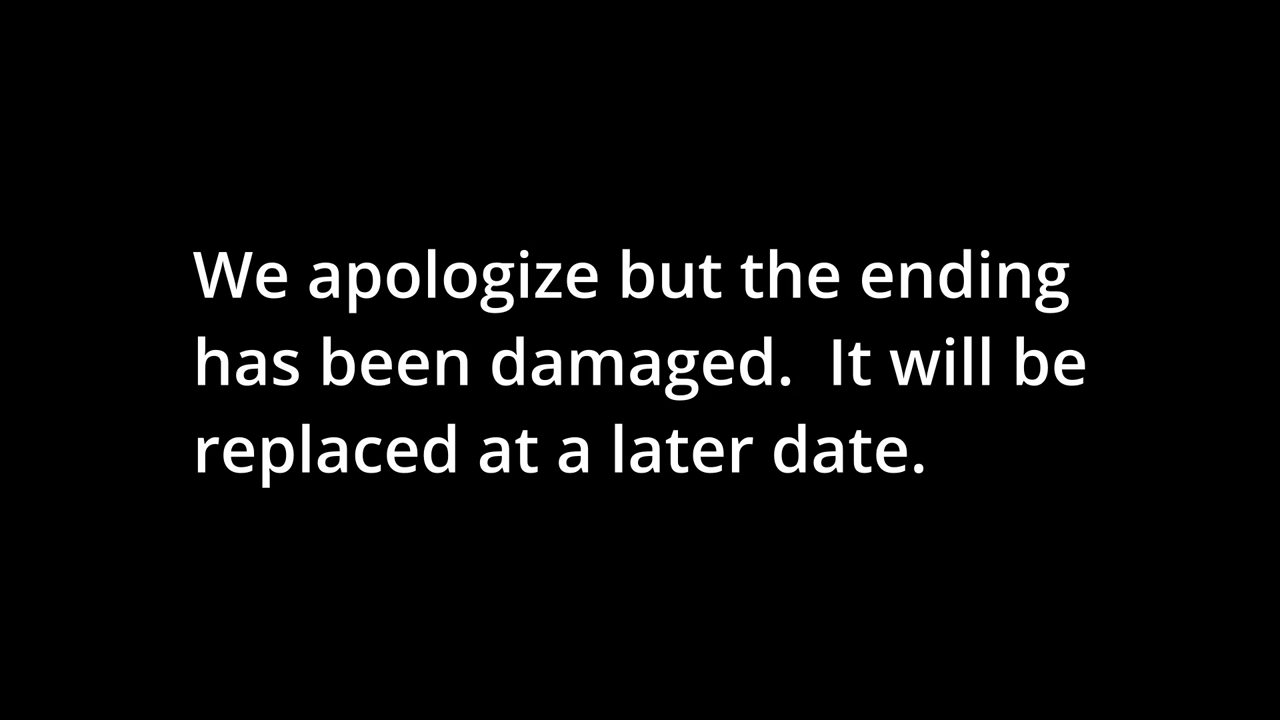 We apologize but the ending
has been damaged.  It will be
replaced at a later date.